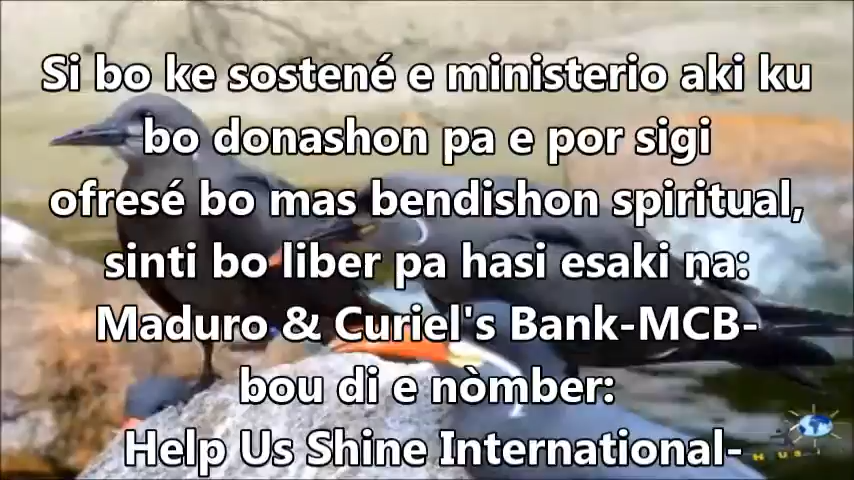 Si bo ke sostené e ministerio aki ku
bo donashon pa e por sigi
ofresé bo mas bendishon spiritual,
sinti bo liber pa hasi esaki na:
Maduro & Curiel's Bank-MCB-
bou di e nòmber:
Help Us Shine International-
H U S